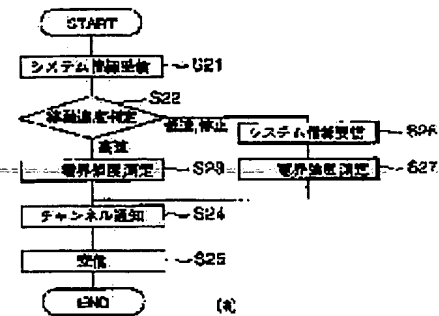 START
システム情報受信 S21
S22
移動速度判定
低速,停止
高速
システム情報受信 S26
電界強度測定 S23
電界強度測定 S27
チャンネル通知 S24
交信 S25
END
(a)